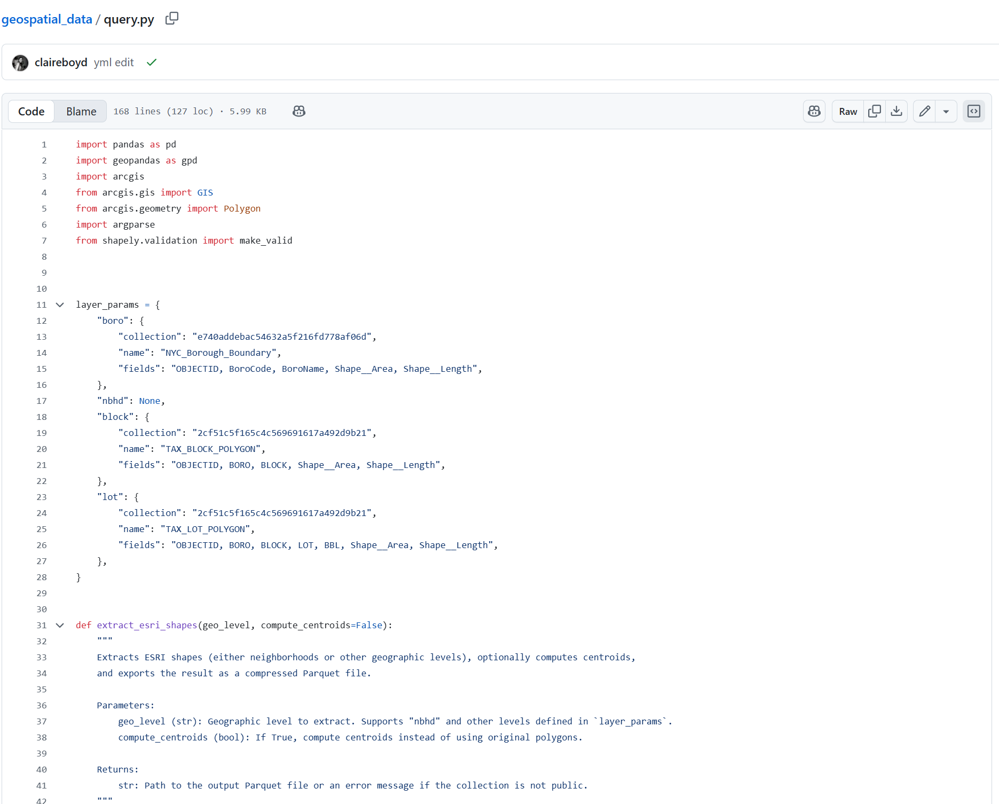 geospatial_data / query.py
claireboyd yml edit
Code Blame 168 lines (127 loc) · 5.99 KB Raw
1 import pandas as pd
2 import geopandas as gpd
3 import arcgis
4 from arcgis.gis import GIS
5 from arcgis.geometry import Polygon
6 import argparse
7 from shapely.validation import make_valid
8
9
10
11 layer_params = {
12     "boro": {
13         "collection": "e740addebac54632a5f216fd778af06d",
14         "name": "NYC_Borough_Boundary",
15         "fields": "OBJECTID, BoroCode, BoroName, Shape__Area, Shape__Length",
16     },
17     "nbhd": None,
18     "block": {
19         "collection": "2cf51c5f165c4c569691617a492d9b21",
20         "name": "TAX_BLOCK_POLYGON",
21         "fields": "OBJECTID, BORO, BLOCK, Shape__Area, Shape__Length",
22     },
23     "lot": {
24         "collection": "2cf51c5f165c4c569691617a492d9b21",
25         "name": "TAX_LOT_POLYGON",
26         "fields": "OBJECTID, BORO, BLOCK, LOT, BBL, Shape__Area, Shape__Length",
27     },
28 }
29
30
31 def extract_esri_shapes(geo_level, compute_centroids=False):
32     """
33     Extracts ESRI shapes (either neighborhoods or other geographic levels), optionally computes centroids,
34     and exports the result as a compressed Parquet file.
35
36     Parameters:
37         geo_level (str): Geographic level to extract. Supports "nbhd" and other levels defined in `layer_params`.
38         compute_centroids (bool): If True, compute centroids instead of using original polygons.
39
40     Returns:
41         str: Path to the output Parquet file or an error message if the collection is not public.
42     """